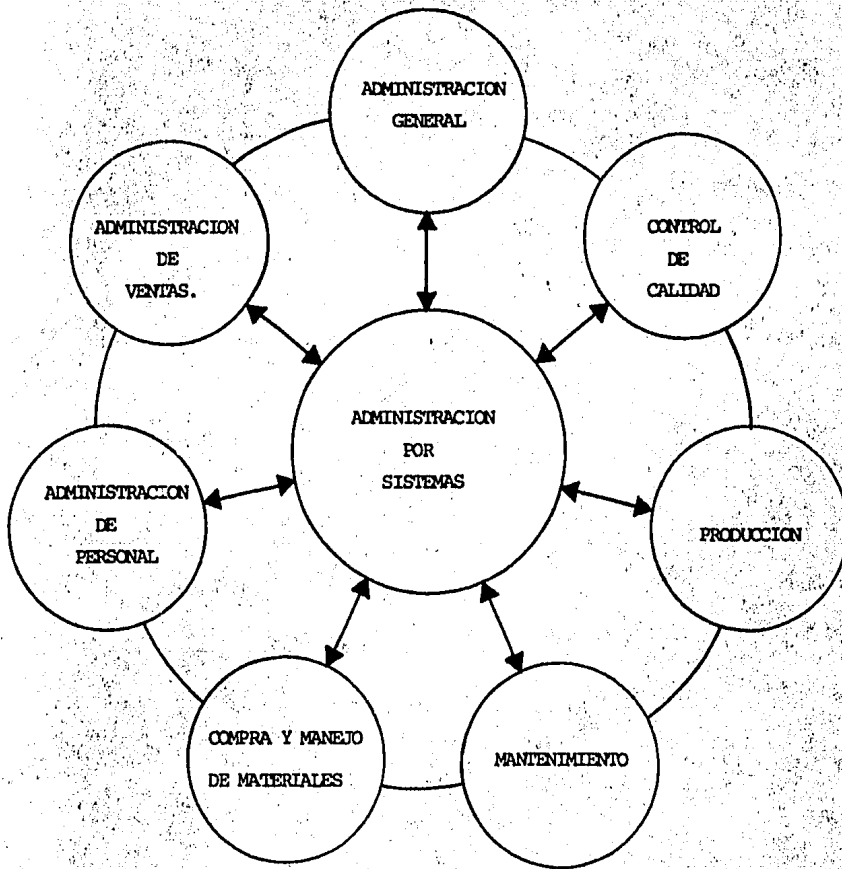 ADMINISTRACION
GENERAL
CONTROL
DE
CALIDAD
PRODUCCION
MANTENIMIENTO
COMPRA Y MANEJO
DE MATERIALES
ADMINISTRACION
DE
PERSONAL
ADMINISTRACION
DE
VENTAS.
ADMINISTRACION
POR
SISTEMAS